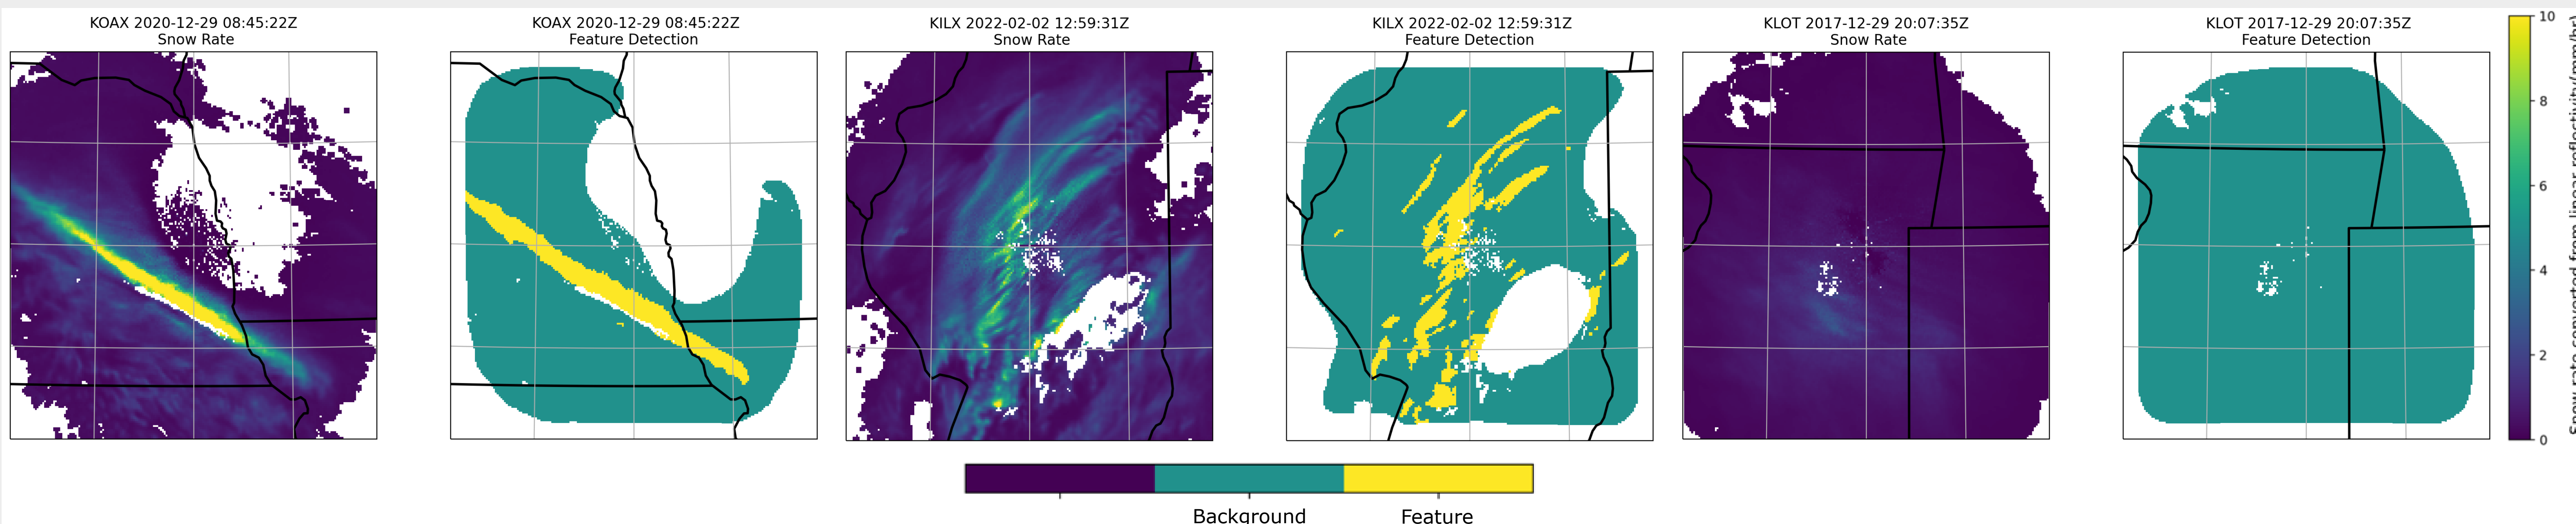 KOAX 2020-12-29 08:45:22Z
Snow Rate
KOAX 2020-12-29 08:45:22Z
Feature Detection
KILX 2022-02-02 12:59:31Z
Snow Rate
KILX 2022-02-02 12:59:31Z
Feature Detection
KLOT 2017-12-29 20:07:35Z
Snow Rate
KLOT 2017-12-29 20:07:35Z
Feature Detection
10
8
6
4
2
0
Background
Feature